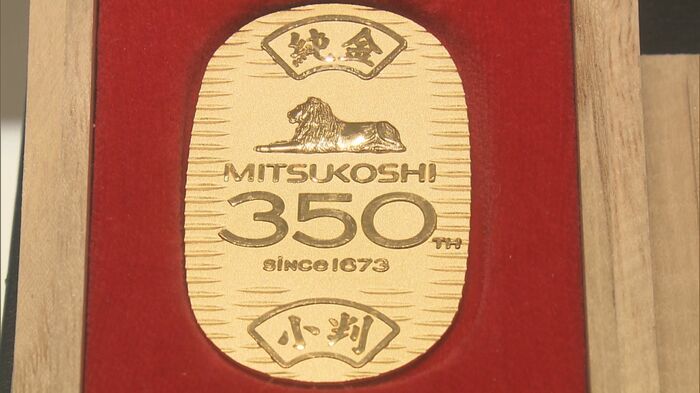 純金
MITSUKOSHI
350TH
since1673
小判